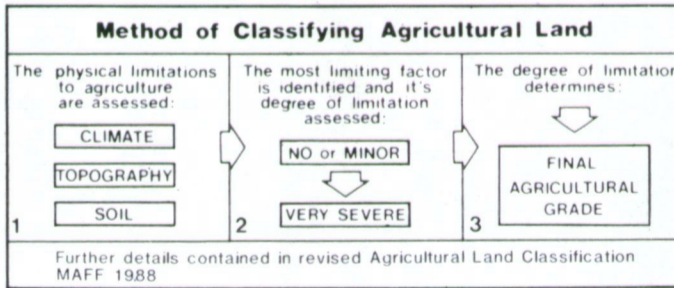 Method of Classifying Agricultural Land
The physical limitations
to agriculture
are assessed:
CLIMATE
TOPOGRAPHY
SOIL
1
The most limiting factor
is identified and it's
degree of limitation
assessed:
NO or MINOR
VERY SEVERE
2
The degree of limitation
determines:
FINAL
AGRICULTURAL
GRADE
3
Further details contained in revised Agricultural Land Classification
MAFF 1988